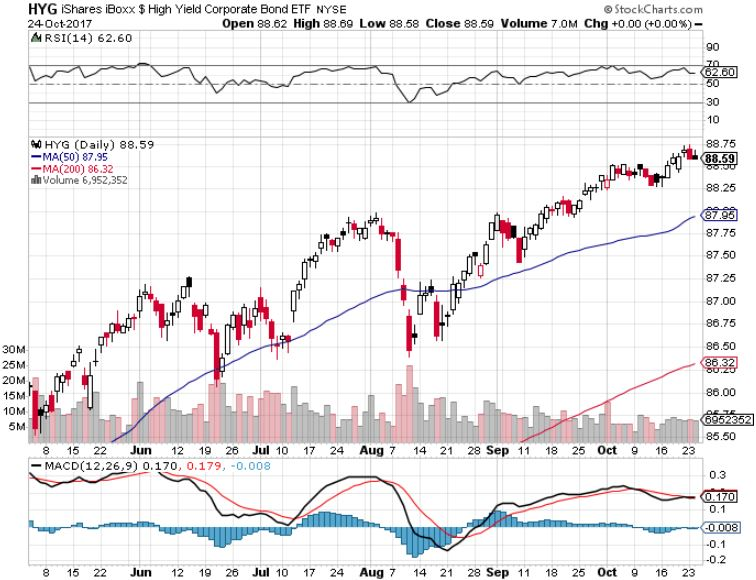 HYG iShares iBoxx $ High Yield Corporate Bond ETF NYSE © StockCharts.com
24-Oct-2017 Open 88.62 High 88.69 Low 88.58 Close 88.59 Volume 7.0M Chg +0.00 (+0.00%)
RSI(14) 62.60
90
70
62.60
50
30
10
HYG (Daily) 88.59
MA(50) 87.95
MA(200) 86.32
Volume 6,952,352
88.75
88.59
88.25
87.95
87.75
87.50
87.25
87.00
86.75
86.50
86.32
86.00
85.50
30M
25M
20M
15M
10M
5M
6952352
8 15 22 Jun 12 19 26 Jul 10 17 24 Aug 7 14 21 28 Sep 11 18 25 Oct 9 16 23
MACD(12,26,9) 0.170, 0.179, -0.008
0.3
0.170
0.1
-0.008
-0.1
-0.2
8 15 22 Jun 12 19 26 Jul 10 17 24 Aug 7 14 21 28 Sep 11 18 25 Oct 9 16 23